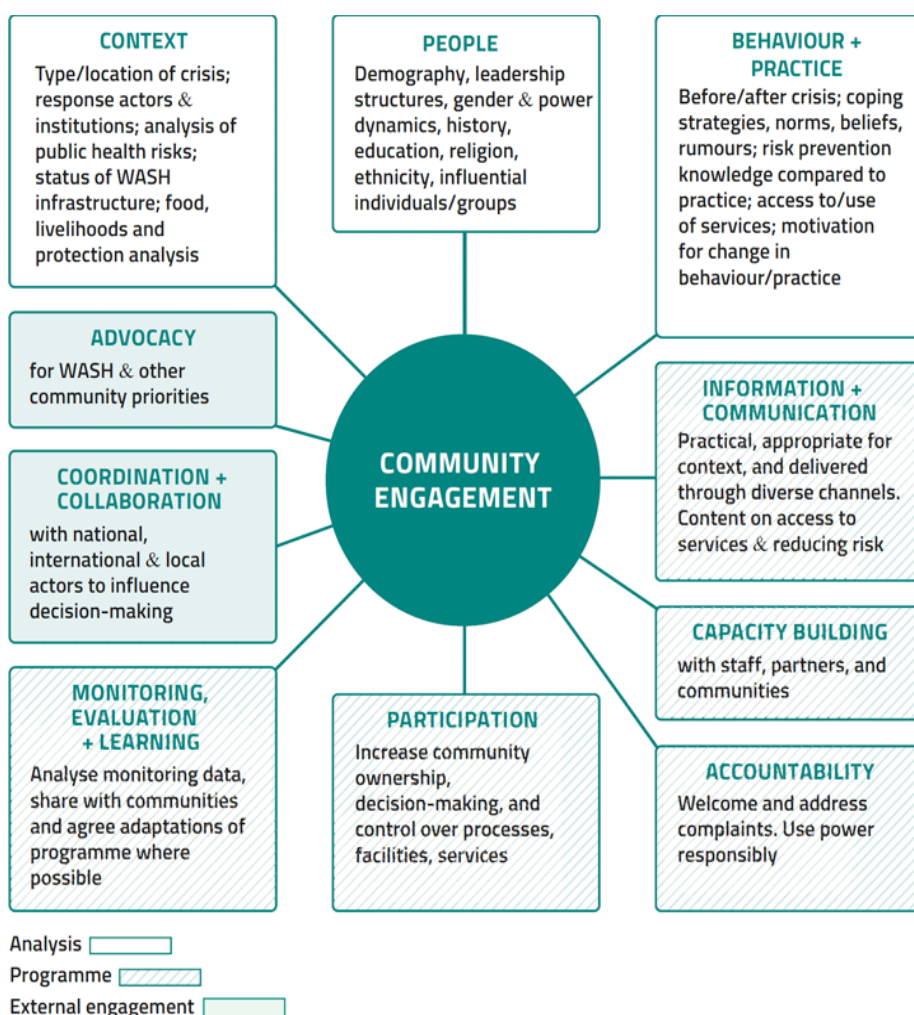 CONTEXT
Type/location of crisis;
response actors &
institutions; analysis of
public health risks;
status of WASH
infrastructure; food,
livelihoods and
protection analysis
PEOPLE
Demography, leadership
structures, gender & power
dynamics, history,
education, religion,
ethnicity, influential
individuals/groups
BEHAVIOUR +
PRACTICE
Before/after crisis; coping
strategies, norms, beliefs,
rumours; risk prevention
knowledge compared to
practice; access to/use
of services; motivation
for change in
behaviour/practice
ADVOCACY
for WASH & other
community priorities
COORDINATION +
COLLABORATION
with national,
international & local
actors to influence
decision-making
COMMUNITY
ENGAGEMENT
INFORMATION +
COMMUNICATION
Practical, appropriate for
context, and delivered
through diverse channels.
Content on access to
services & reducing risk
CAPACITY BUILDING
with staff, partners, and
communities
MONITORING,
EVALUATION
+ LEARNING
Analyse monitoring data,
share with communities
and agree adaptations of
programme where
possible
PARTICIPATION
Increase community
ownership,
decision-making, and
control over processes,
facilities, services
ACCOUNTABILITY
Welcome and address
complaints. Use power
responsibly
Analysis
Programme
External engagement